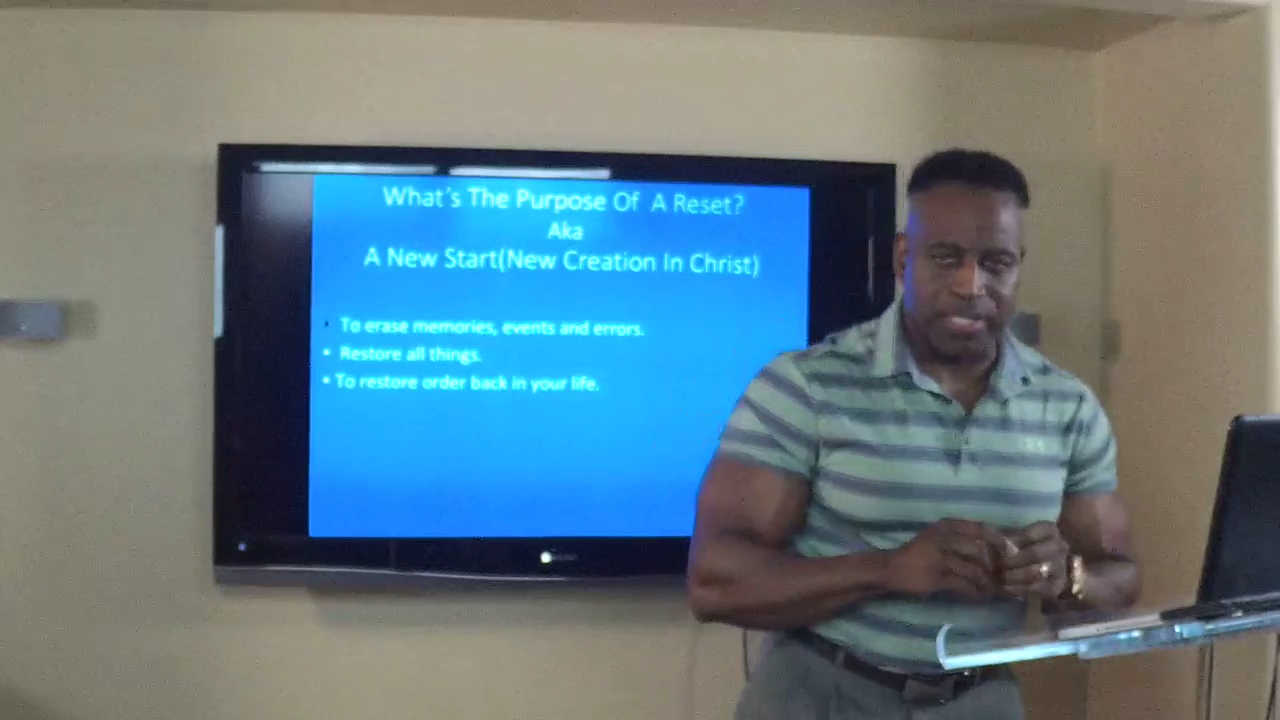 What's The Purpose Of A Reset?
Aka
A New Start(New Creation In Christ)
• To erase memories, events and errors.
• Restore all things.
• To restore order back in your life.